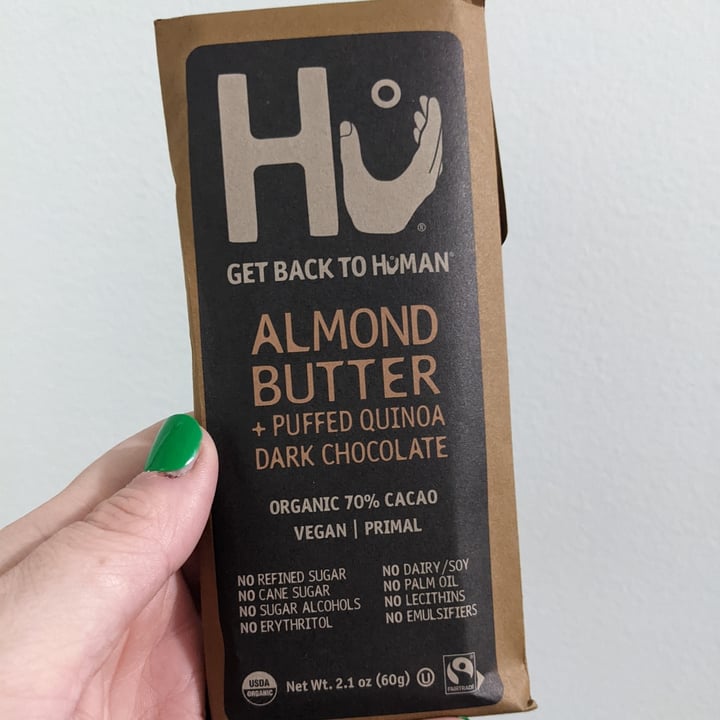 Hu
®
GET BACK TO HUMAN®
ALMOND
BUTTER
+ PUFFED QUINOA
DARK CHOCOLATE
ORGANIC 70% CACAO
VEGAN | PRIMAL
NO REFINED SUGAR
NO CANE SUGAR
NO SUGAR ALCOHOLS
NO ERYTHRITOL
NO DAIRY/SOY
NO PALM OIL
NO LECITHINS
NO EMULSIFIERS
USDA
ORGANIC
Net Wt. 2.1 oz (60g) U
FAIRTRADE